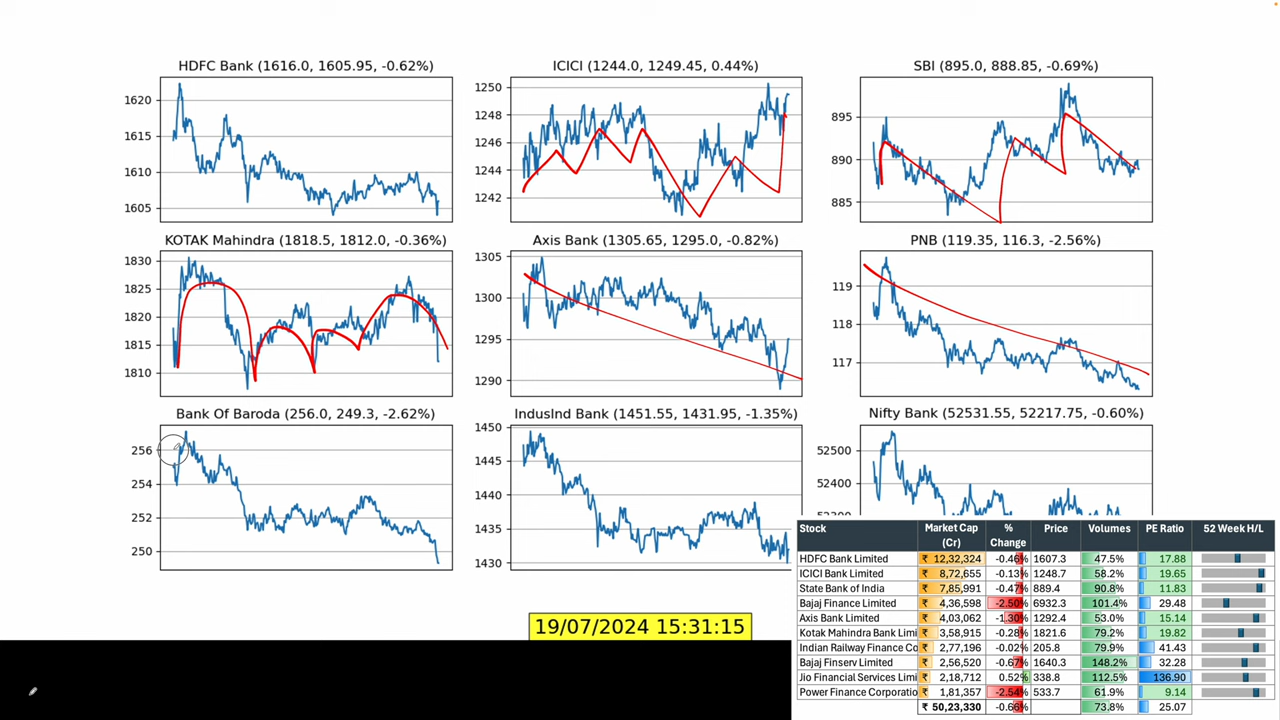 HDFC Bank (1616.0, 1605.95, -0.62%)
1620
1615
1610
1605
ICICI (1244.0, 1249.45, 0.44%)
1250
1248
1246
1244
1242
SBI (895.0, 888.85, -0.69%)
895
890
885
KOTAK Mahindra (1818.5, 1812.0, -0.36%)
1830
1825
1820
1815
1810
Axis Bank (1305.65, 1295.0, -0.82%)
1305
1300
1295
1290
PNB (119.35, 116.3, -2.56%)
119
118
117
Bank Of Baroda (256.0, 249.3, -2.62%)
256
254
252
250
IndusInd Bank (1451.55, 1431.95, -1.35%)
1450
1445
1440
1435
1430
Nifty Bank (52531.55, 52217.75, -0.60%)
52500
52400
19/07/2024 15:31:15
Stock Market Cap (Cr) % Change Price Volumes PE Ratio 52 Week H/L
HDFC Bank Limited ₹ 12,32,324 -0.46% 1607.3 47.5% 17.88
ICICI Bank Limited ₹ 8,72,655 -0.13% 1248.7 58.2% 19.65
State Bank of India ₹ 7,85,991 -0.47% 889.4 90.8% 11.83
Bajaj Finance Limited ₹ 4,36,598 -2.50% 6932.3 101.4% 29.48
Axis Bank Limited ₹ 4,03,062 -1.30% 1292.4 53.0% 15.14
Kotak Mahindra Bank Limi ₹ 3,58,915 -0.28% 1821.6 79.2% 19.82
Indian Railway Finance Co ₹ 2,77,196 -0.02% 205.8 79.9% 41.43
Bajaj Finserv Limited ₹ 2,56,520 -0.67% 1640.3 148.2% 32.28
Jio Financial Services Limi ₹ 2,18,712 0.52% 338.8 112.5% 136.90
Power Finance Corporatio ₹ 1,81,357 -2.54% 533.7 61.9% 9.14
₹ 50,23,330 -0.66% 73.8% 25.07